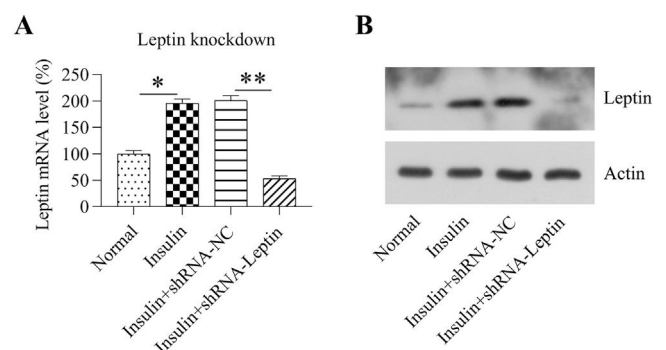 A
Leptin knockdown
Leptin mRNA level (%)
250
200
150
100
50
0
*
**
Normal
Insulin
Insulin+shRNA-NC
Insulin+shRNA-Leptin
B
Leptin
Actin
Normal
Insulin
Insulin+shRNA-NC
Insulin+shRNA-Leptin